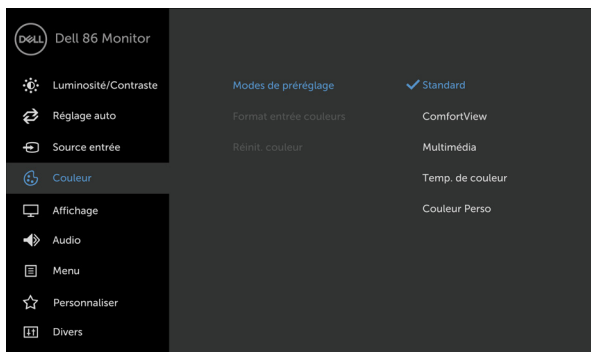 DELL Dell 86 Monitor
Luminosité/Contraste Modes de préréglage Standard
Réglage auto Format entrée couleurs ComfortView
Source entrée Réinit. couleur Multimédia
Couleur Temp. de couleur
Affichage Couleur Perso
Audio
Menu
Personnaliser
Divers